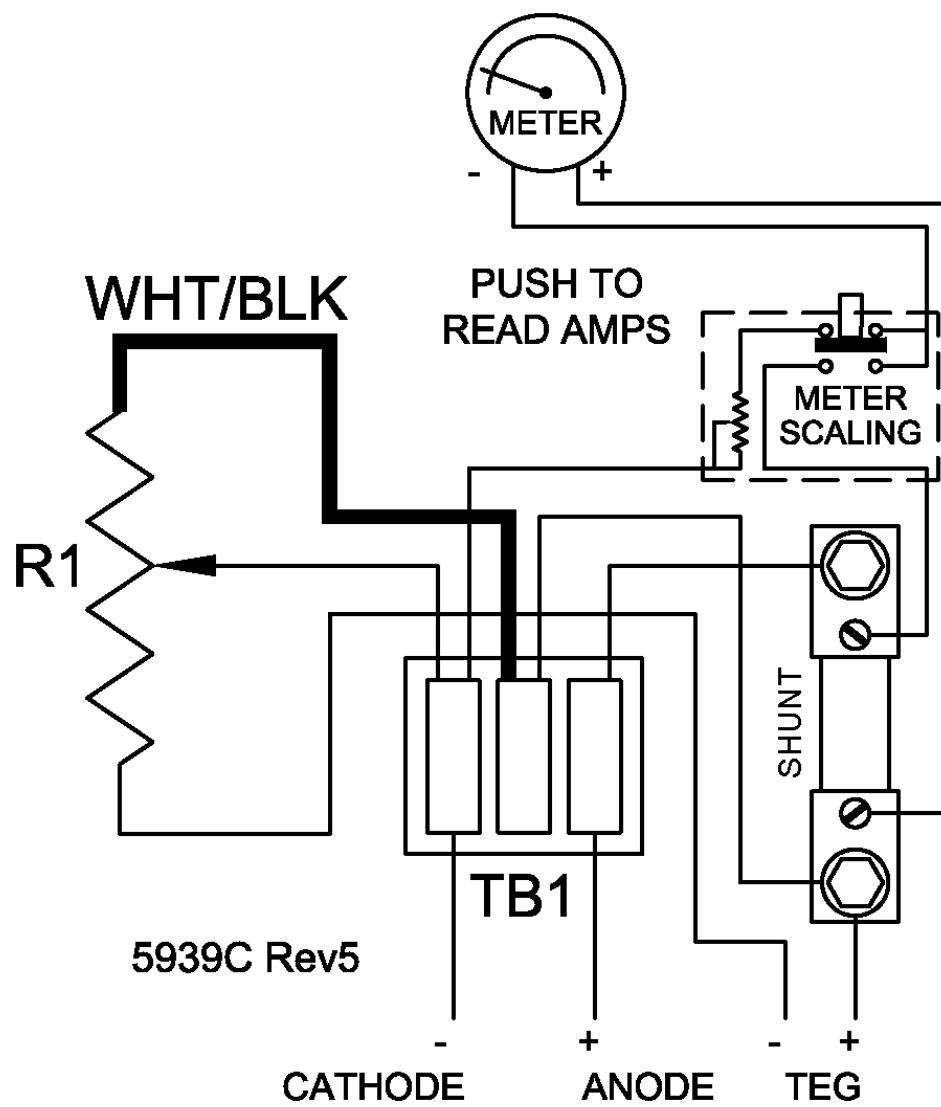 METER
- +
WHT/BLK
PUSH TO
READ AMPS
METER
SCALING
R1
SHUNT
TB1
5939C Rev5
- + - +
CATHODE ANODE TEG